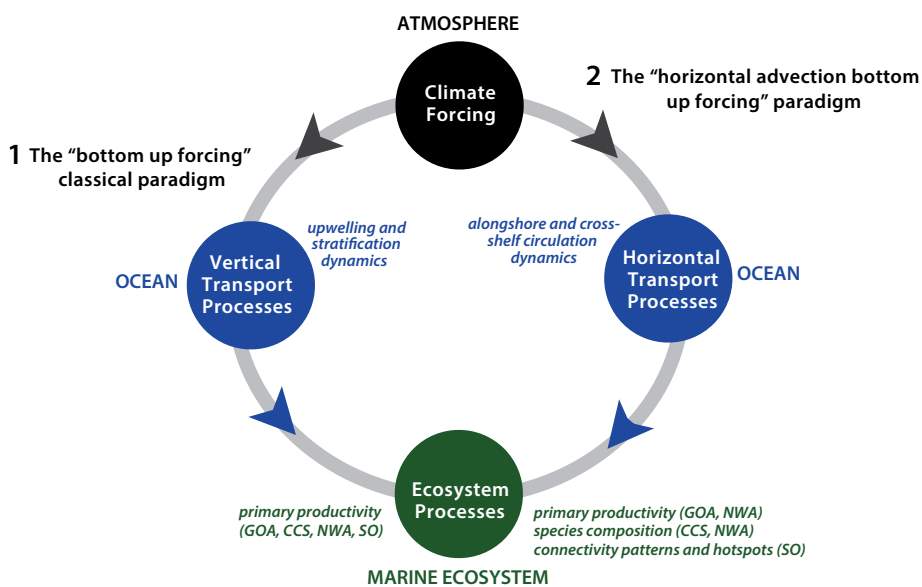 ATMOSPHERE
Climate
Forcing
1 The “bottom up forcing”
classical paradigm
2 The “horizontal advection bottom
up forcing” paradigm
upwelling and
stratification
dynamics
alongshore and cross-
shelf circulation
dynamics
OCEAN
Vertical
Transport
Processes
Horizontal
Transport
Processes
OCEAN
Ecosystem
Processes
primary productivity
(GOA, CCS, NWA, SO)
primary productivity (GOA, NWA)
species composition (CCS, NWA)
connectivity patterns and hotspots (SO)
MARINE ECOSYSTEM